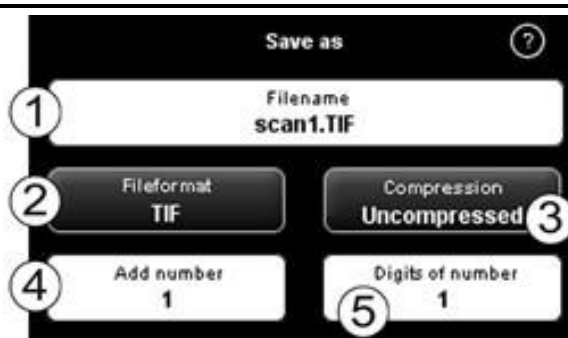 Save as ?
1 Filename
scan1.TIF
2 Fileformat Compression
TIF Uncompressed 3
4 Add number Digits of number
1 5 1